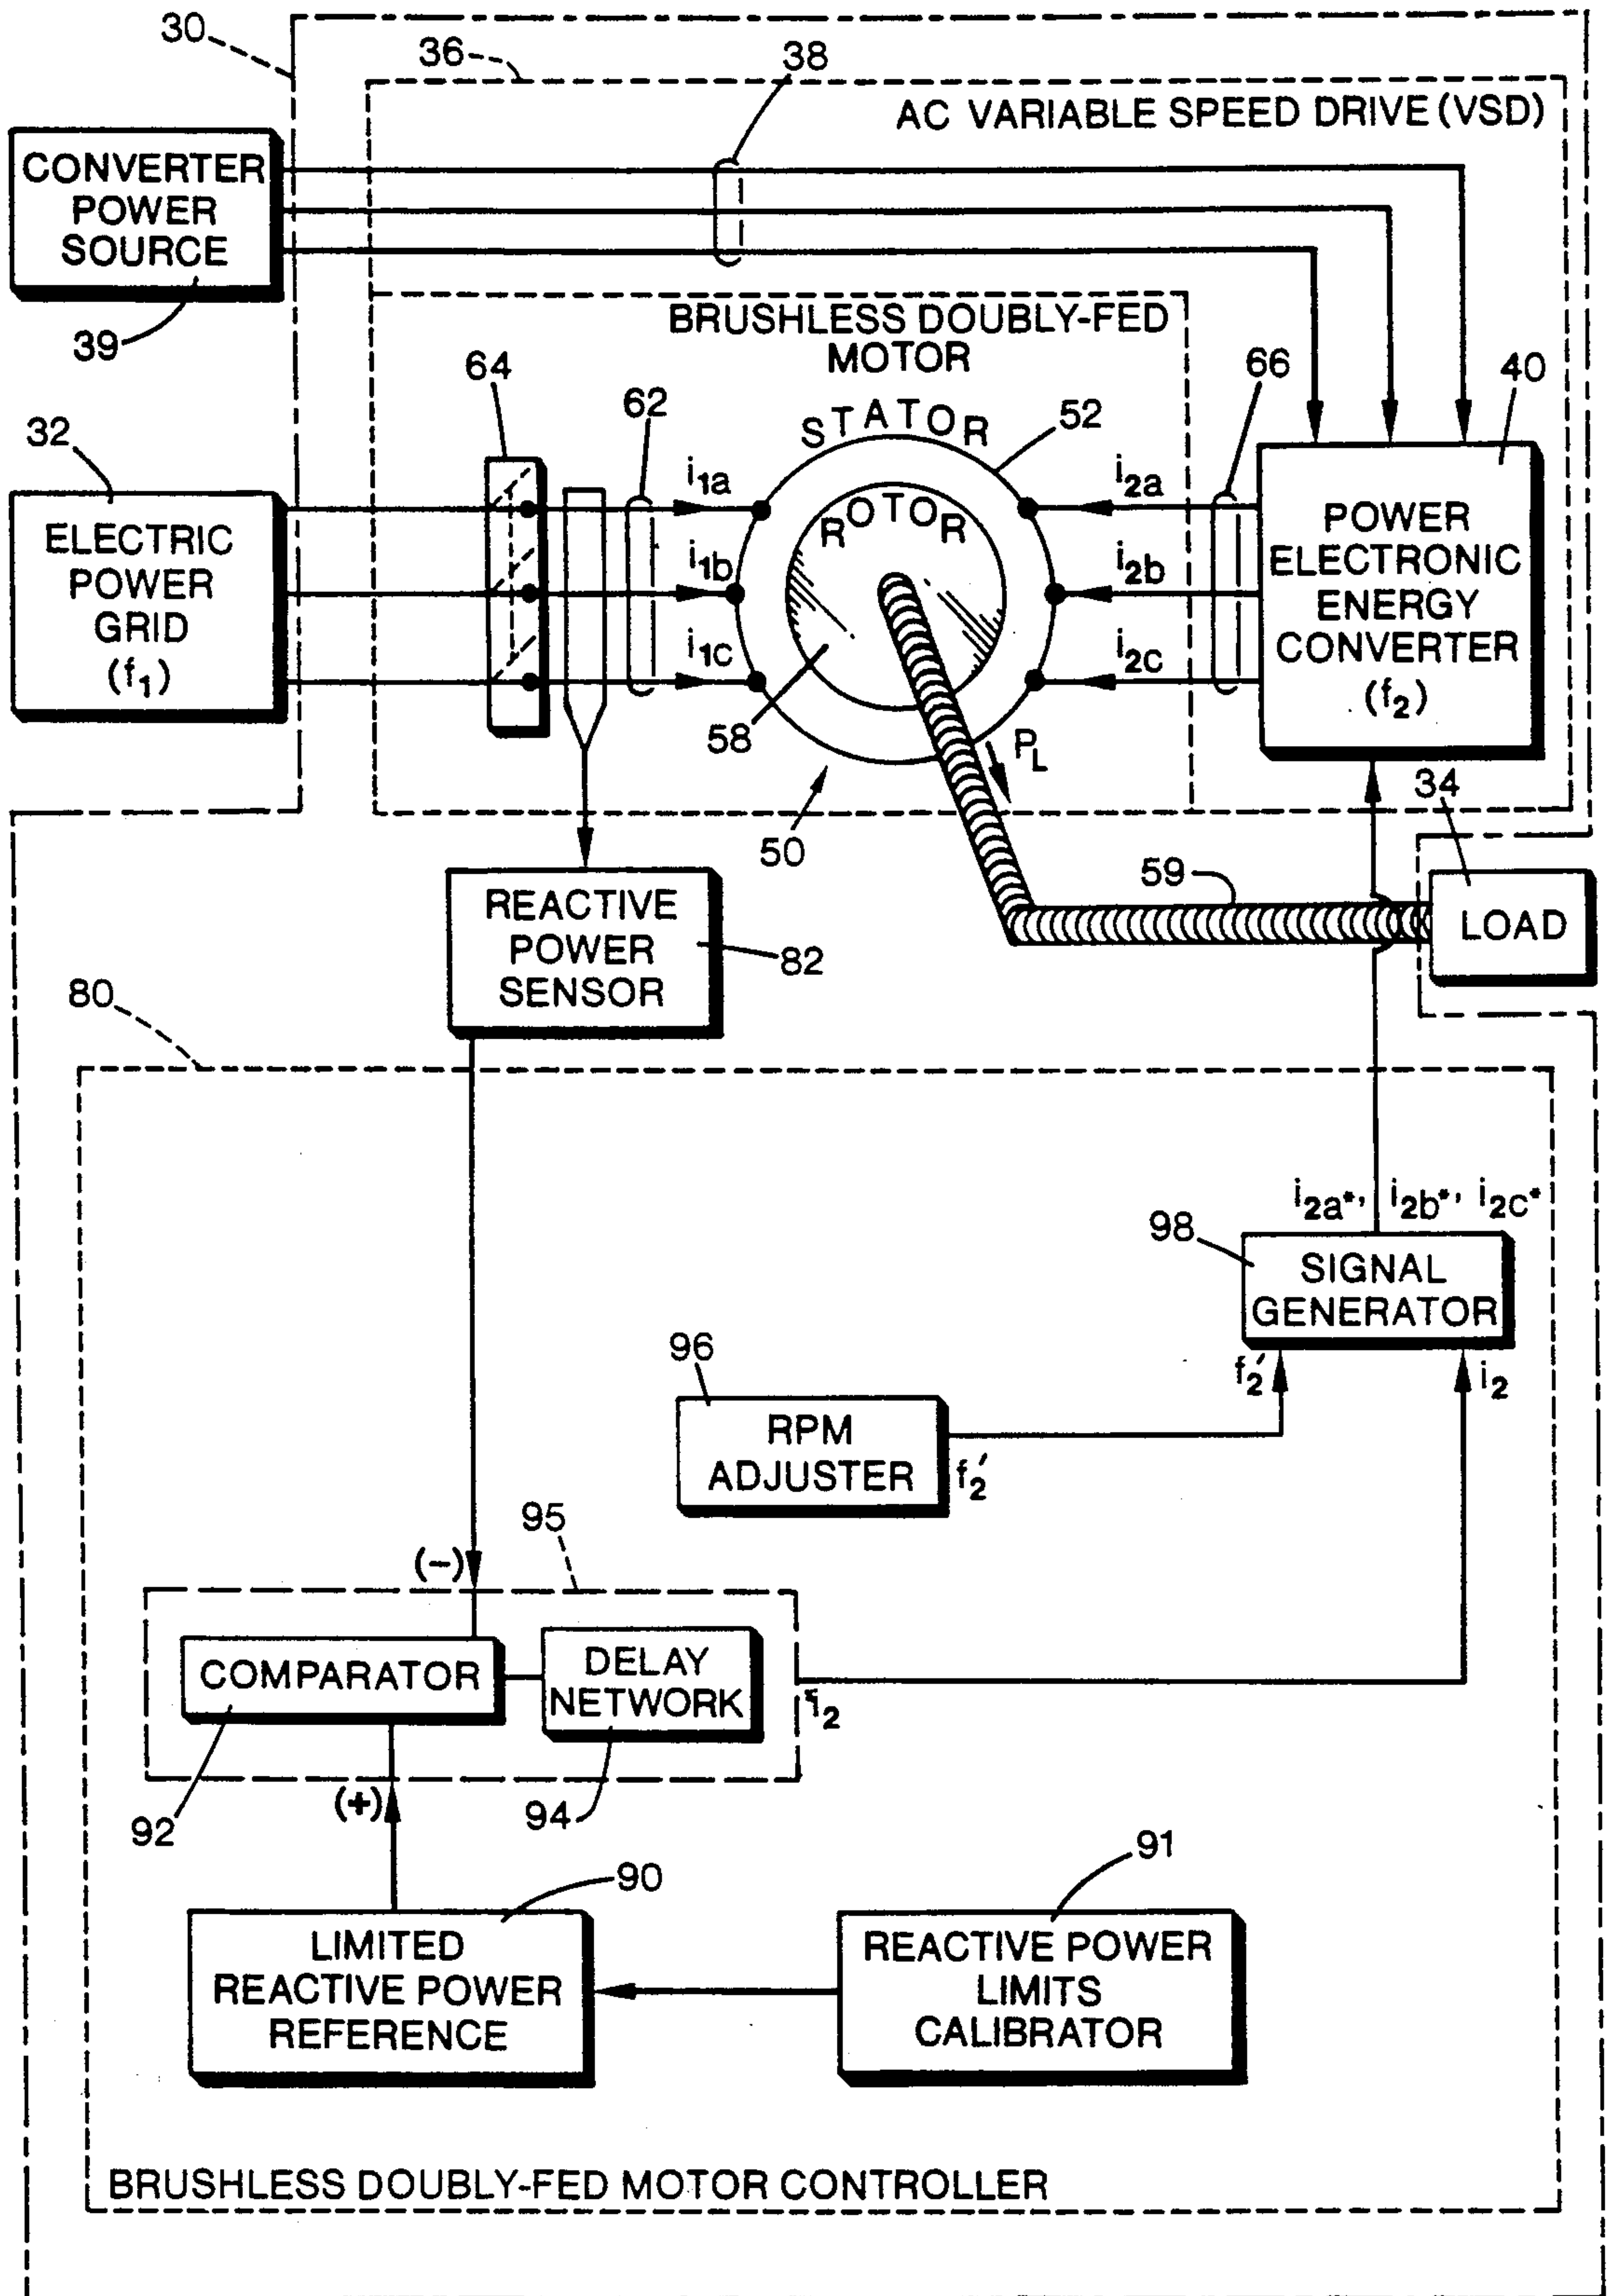 30
36
38
AC VARIABLE SPEED DRIVE (VSD)
CONVERTER
POWER
SOURCE
39
BRUSHLESS DOUBLY-FED
MOTOR
64
62
66
40
32
STATOR
52
ELECTRIC
POWER
GRID
(f1)
i1a
i1b
i1c
ROTOR
i2a
i2b
i2c
POWER
ELECTRONIC
ENERGY
CONVERTER
(f2)
58
PL
50
34
59
LOAD
REACTIVE
POWER
SENSOR
82
80
i2a*, i2b*, i2c*
98
SIGNAL
GENERATOR
f2′
i2
96
RPM
ADJUSTER
f2′
95
(−)
COMPARATOR
DELAY
NETWORK
i2
(+)
92
94
90
91
LIMITED
REACTIVE POWER
REFERENCE
REACTIVE POWER
LIMITS
CALIBRATOR
BRUSHLESS DOUBLY-FED MOTOR CONTROLLER